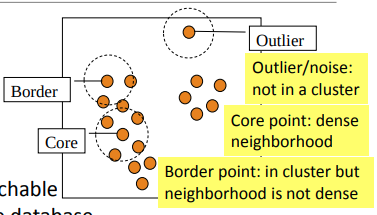 Outlier
Outlier/noise:
not in a cluster
Border
Core point: dense
neighborhood
Core
Border point: in cluster but
neighborhood is not dense
chable
database